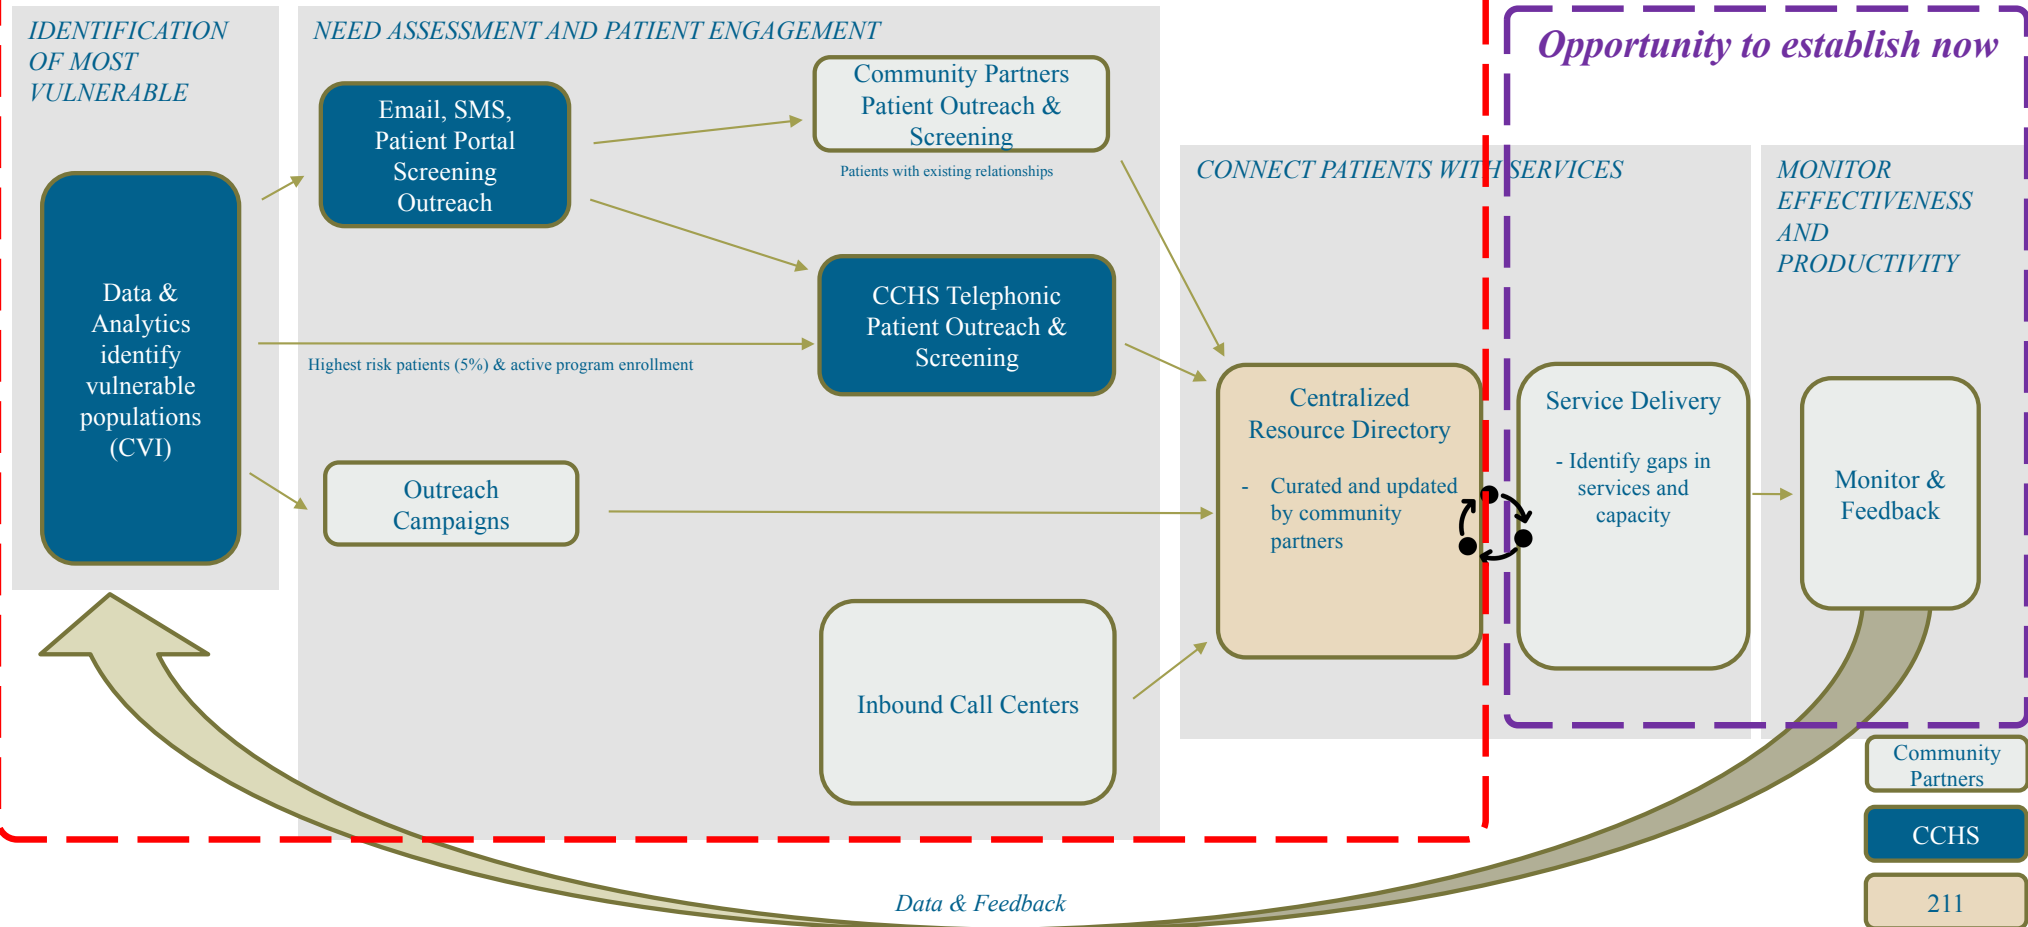 IDENTIFICATION
OF MOST
VULNERABLE
Data &
Analytics
identify
vulnerable
populations
(CVI)
NEED ASSESSMENT AND PATIENT ENGAGEMENT
Email, SMS,
Patient Portal
Screening
Outreach
Community Partners
Patient Outreach &
Screening
Patients with existing relationships
CCHS Telephonic
Patient Outreach &
Screening
Highest risk patients (5%) & active program enrollment
Outreach
Campaigns
Inbound Call Centers
CONNECT PATIENTS WITH SERVICES
Centralized
Resource Directory
- Curated and updated
by community
partners
Opportunity to establish now
Service Delivery
- Identify gaps in
services and
capacity
MONITOR
EFFECTIVENESS
AND
PRODUCTIVITY
Monitor &
Feedback
Community
Partners
CCHS
211
Data & Feedback